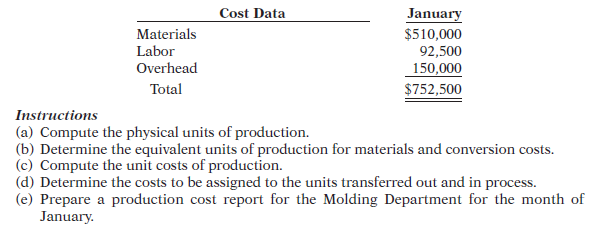 Cost Data January
Materials $510,000
Labor 92,500
Overhead 150,000
Total $752,500
Instructions
(a) Compute the physical units of production.
(b) Determine the equivalent units of production for materials and conversion costs.
(c) Compute the unit costs of production.
(d) Determine the costs to be assigned to the units transferred out and in process.
(e) Prepare a production cost report for the Molding Department for the month of
January.